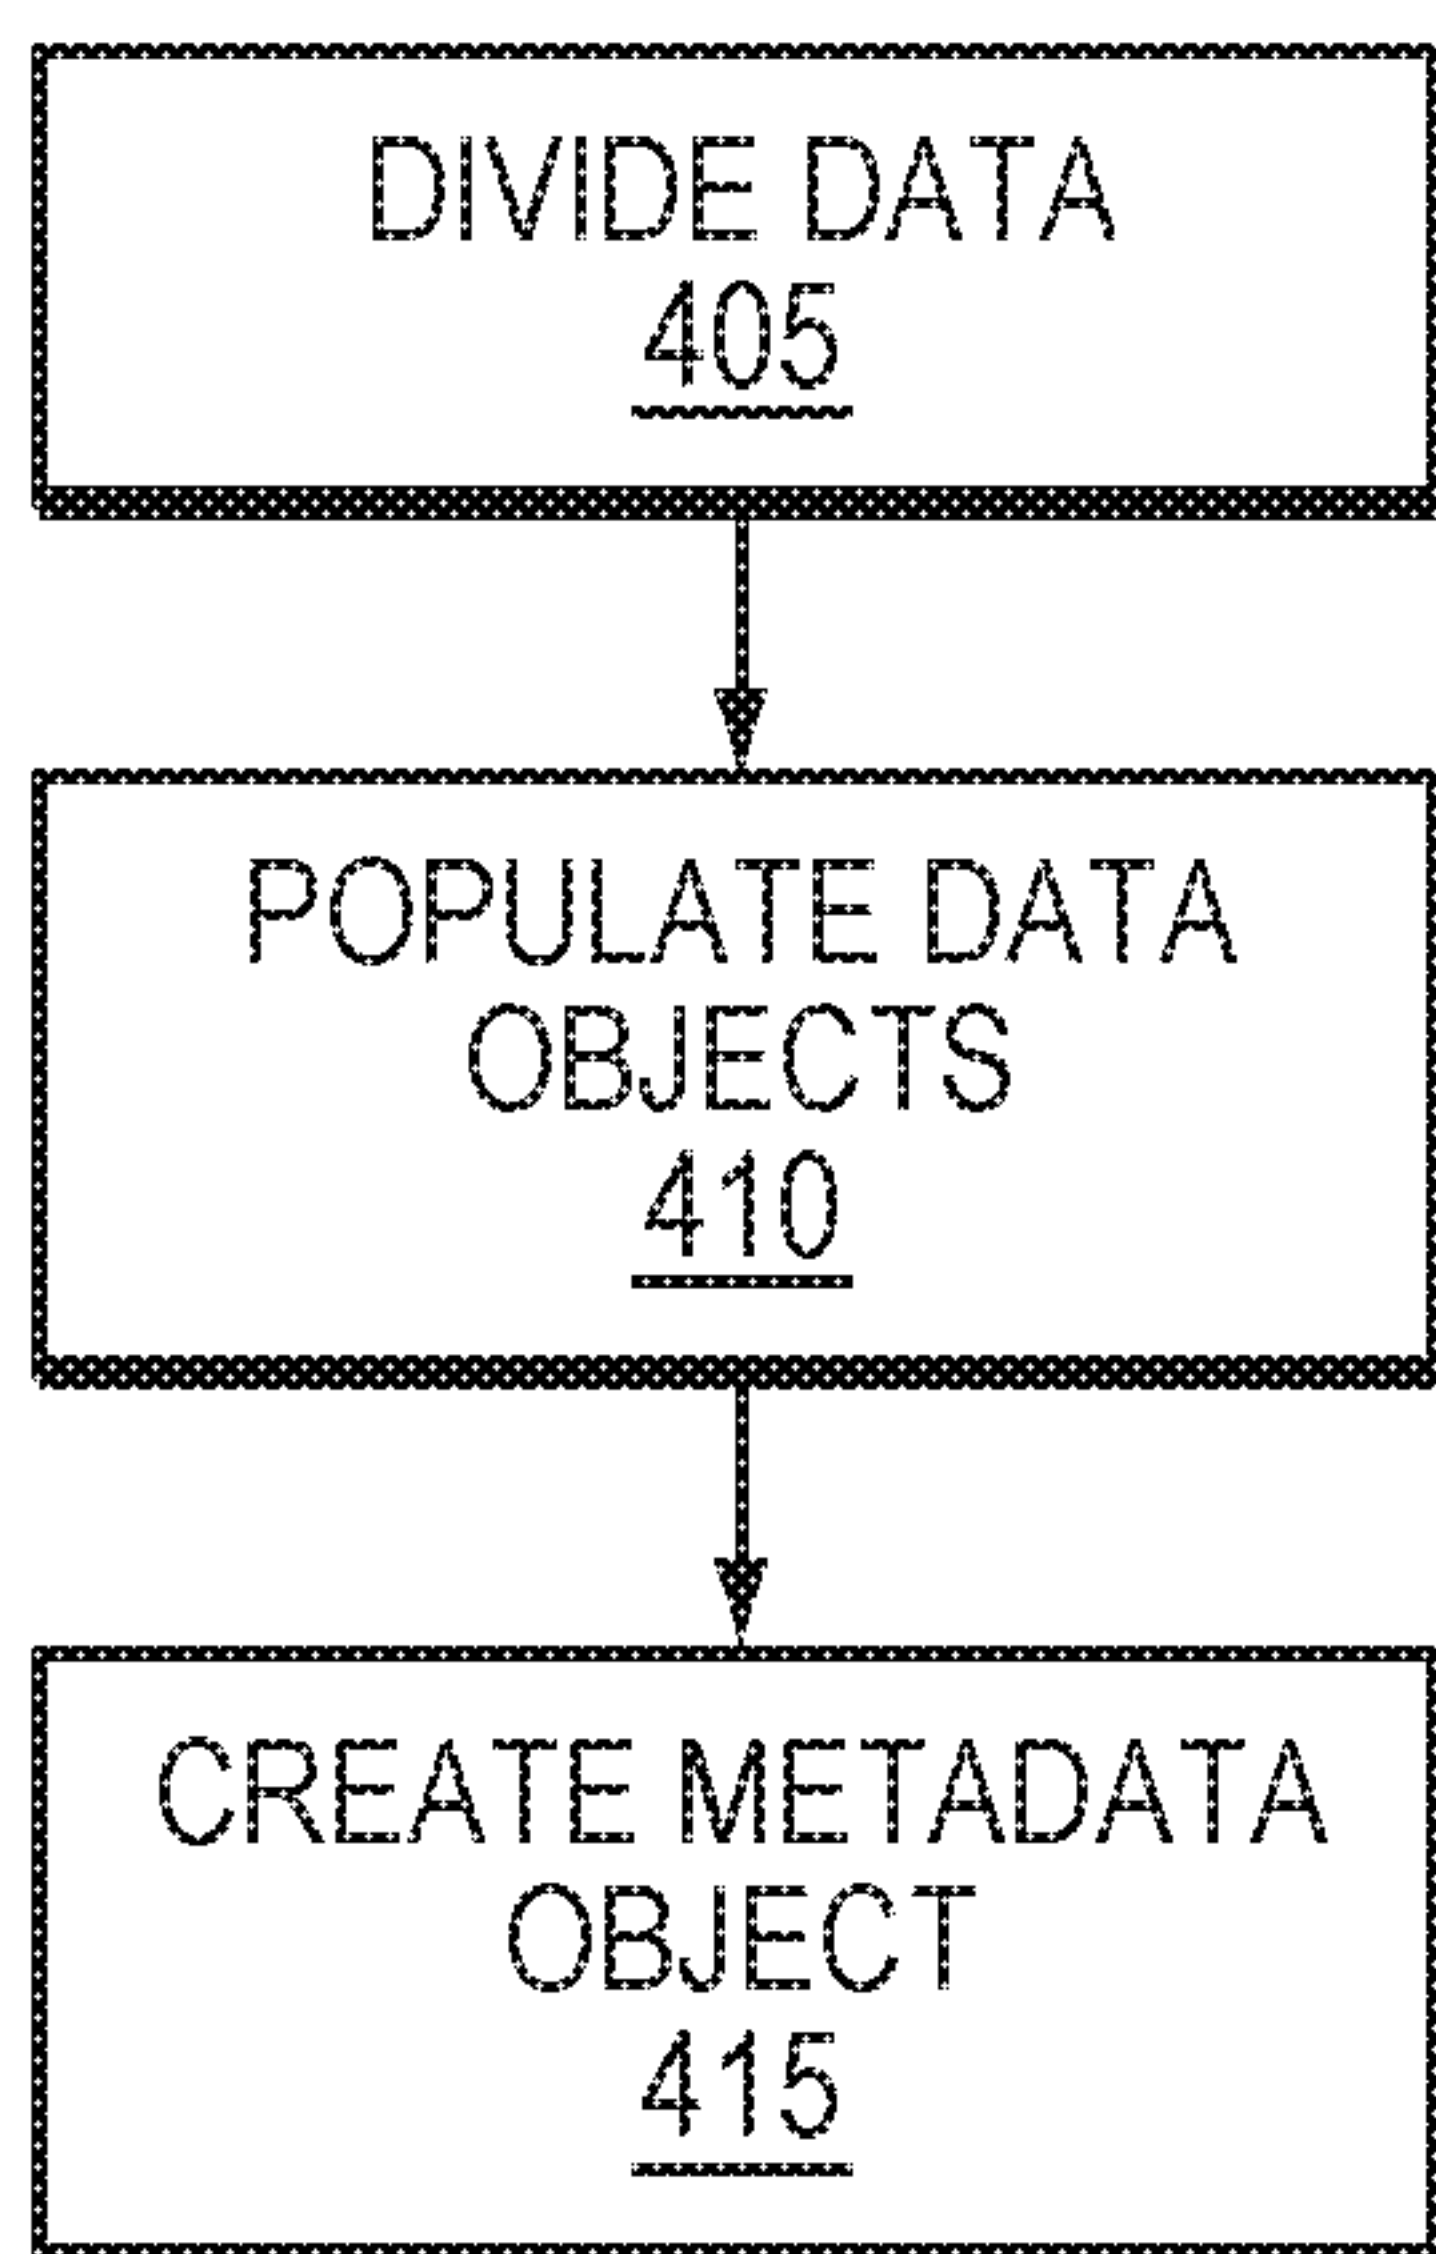 DIVIDE DATA
405
POPULATE DATA
OBJECTS
410
CREATE METADATA
OBJECT
415